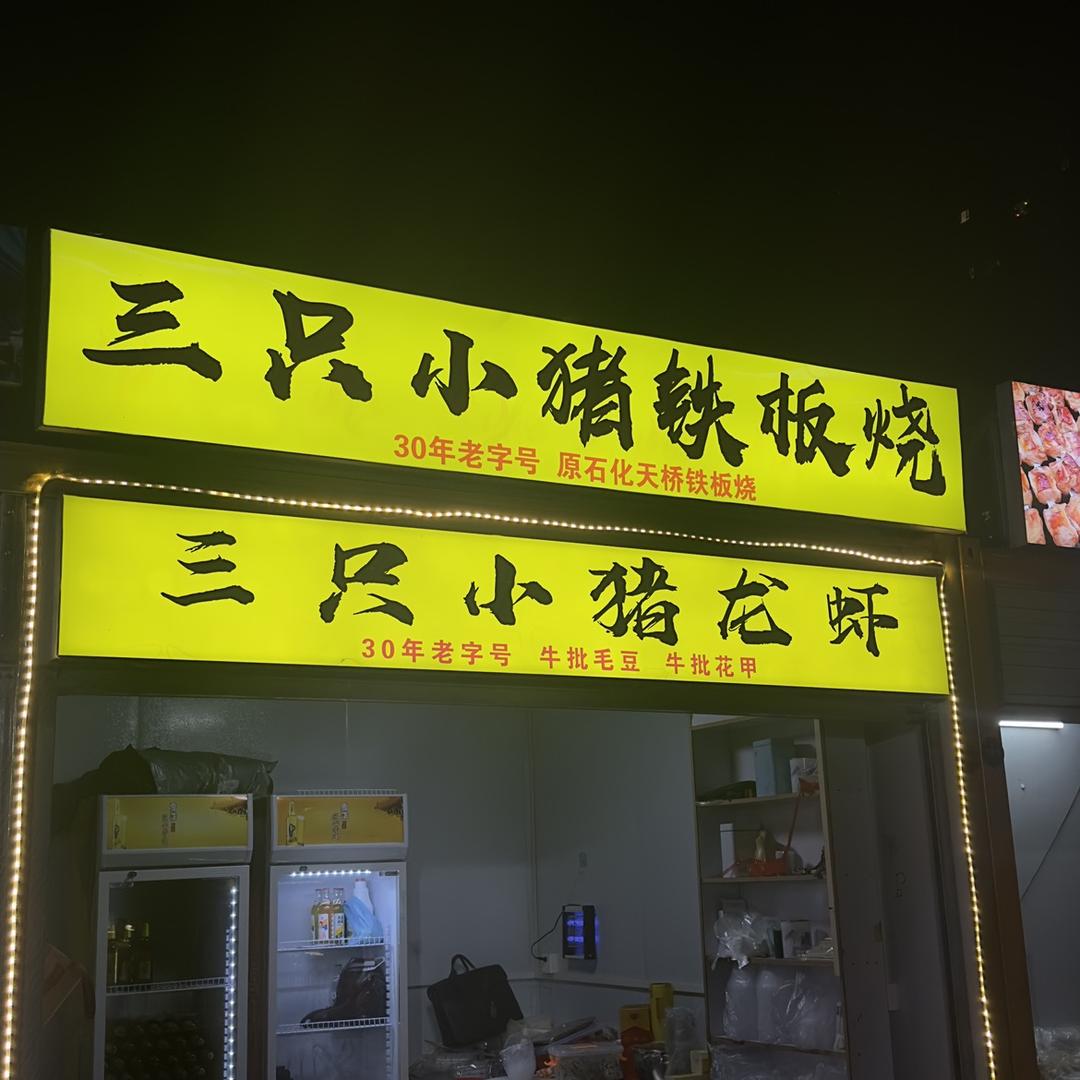 三只小猪铁板烧
30年老字号 原石化天桥铁板烧
三只小猪龙虾
30年老字号 牛批毛豆 牛批花甲